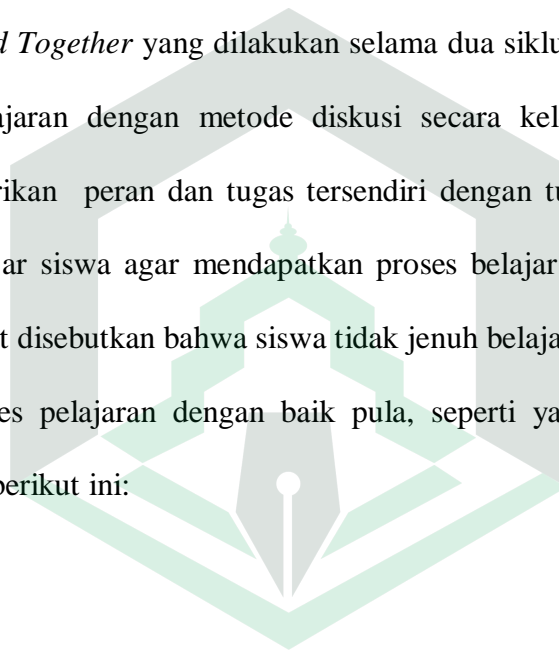 d Together yang dilakukan selama dua siklu
ajaran dengan metode diskusi secara kel
rikan peran dan tugas tersendiri dengan tu
ar siswa agar mendapatkan proses belajar
t disebutkan bahwa siswa tidak jenuh belaja
es pelajaran dengan baik pula, seperti ya
berikut ini: